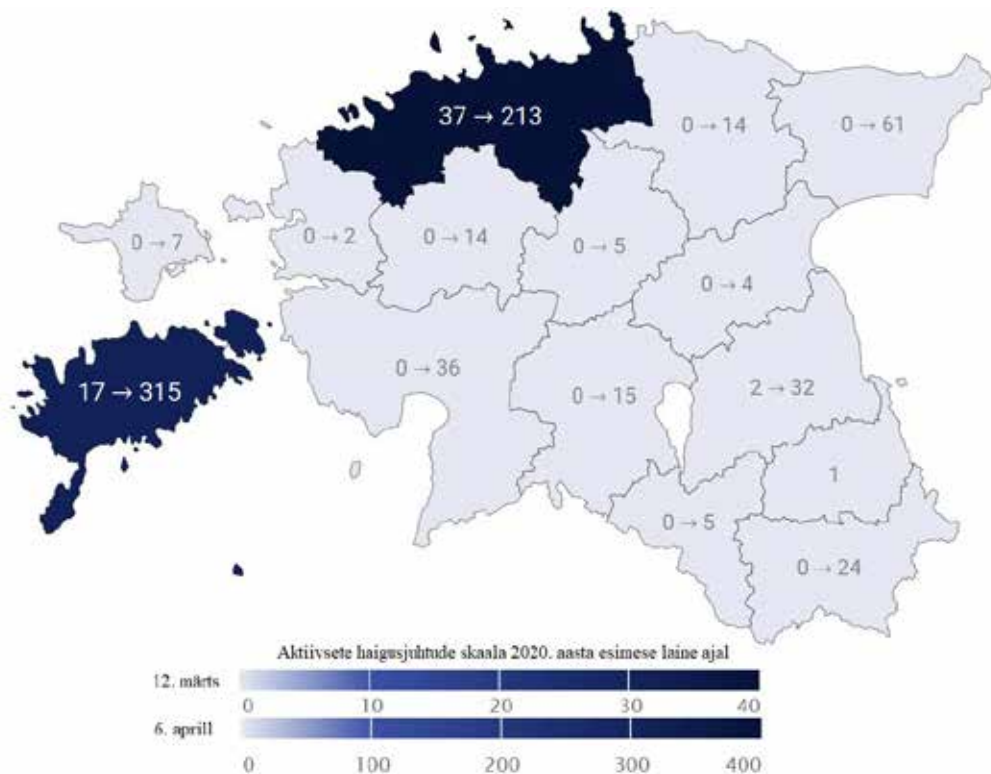 37 → 213
0 → 14
0 → 61
0 → 7
0 → 2
0 → 14
0 → 5
0 → 4
17 → 315
0 → 36
0 → 15
2 → 32
1
0 → 5
0 → 24
Aktiivsete haigusjuhtude skaala 2020. aasta esimese laine ajal
12. märts
0 10 20 30 40
6. aprill
0 100 200 300 400